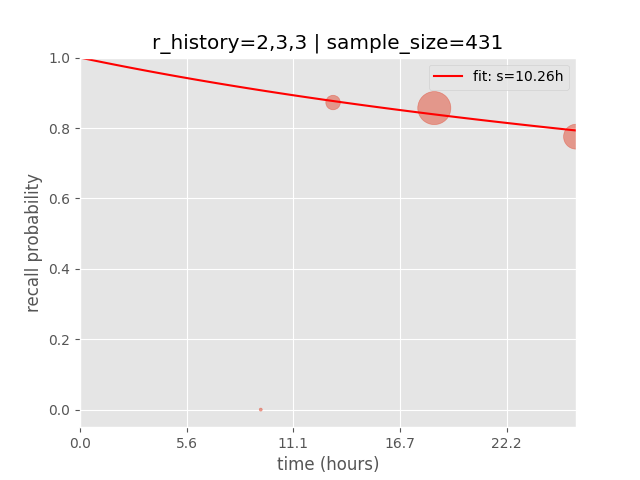 r_history=2,3,3 | sample_size=431
fit: s=10.26h
recall probability
1.0
0.8
0.6
0.4
0.2
0.0
0.0 5.6 11.1 16.7 22.2
time (hours)